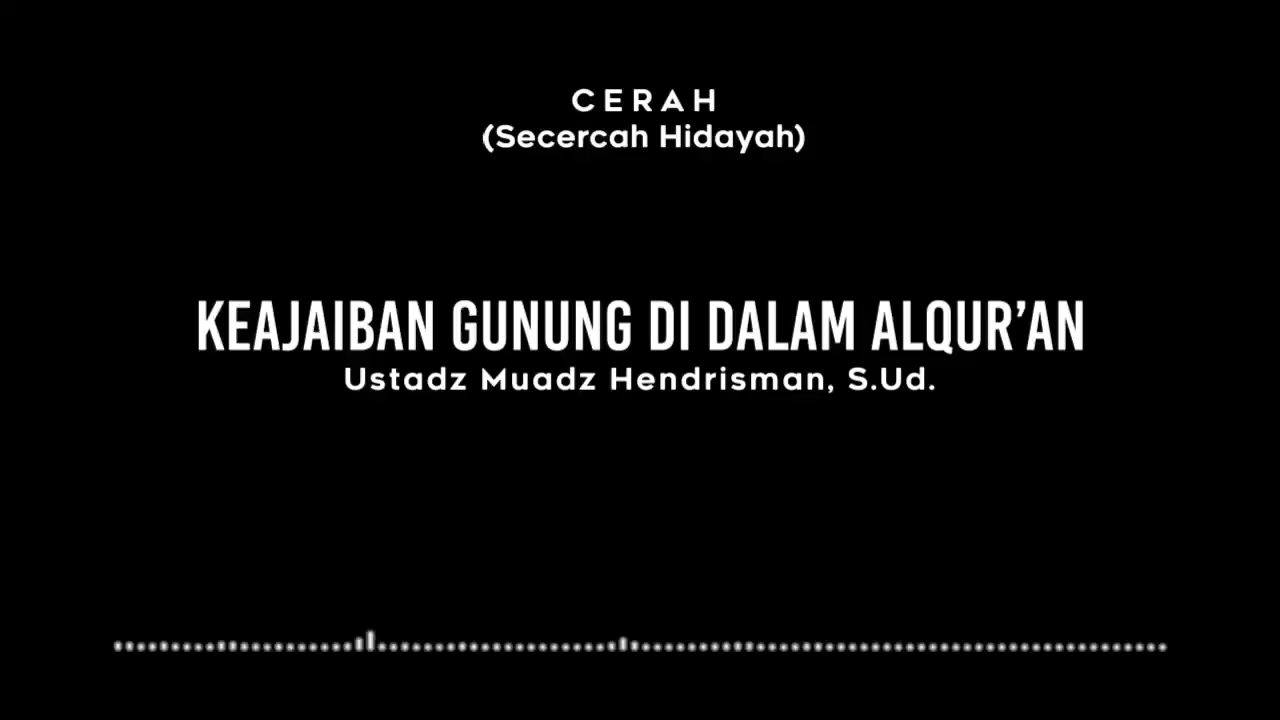 CERAH
(Secercah Hidayah)
KEAJAIBAN GUNUNG DI DALAM ALQUR’AN
Ustadz Muadz Hendrisman, S.Ud.